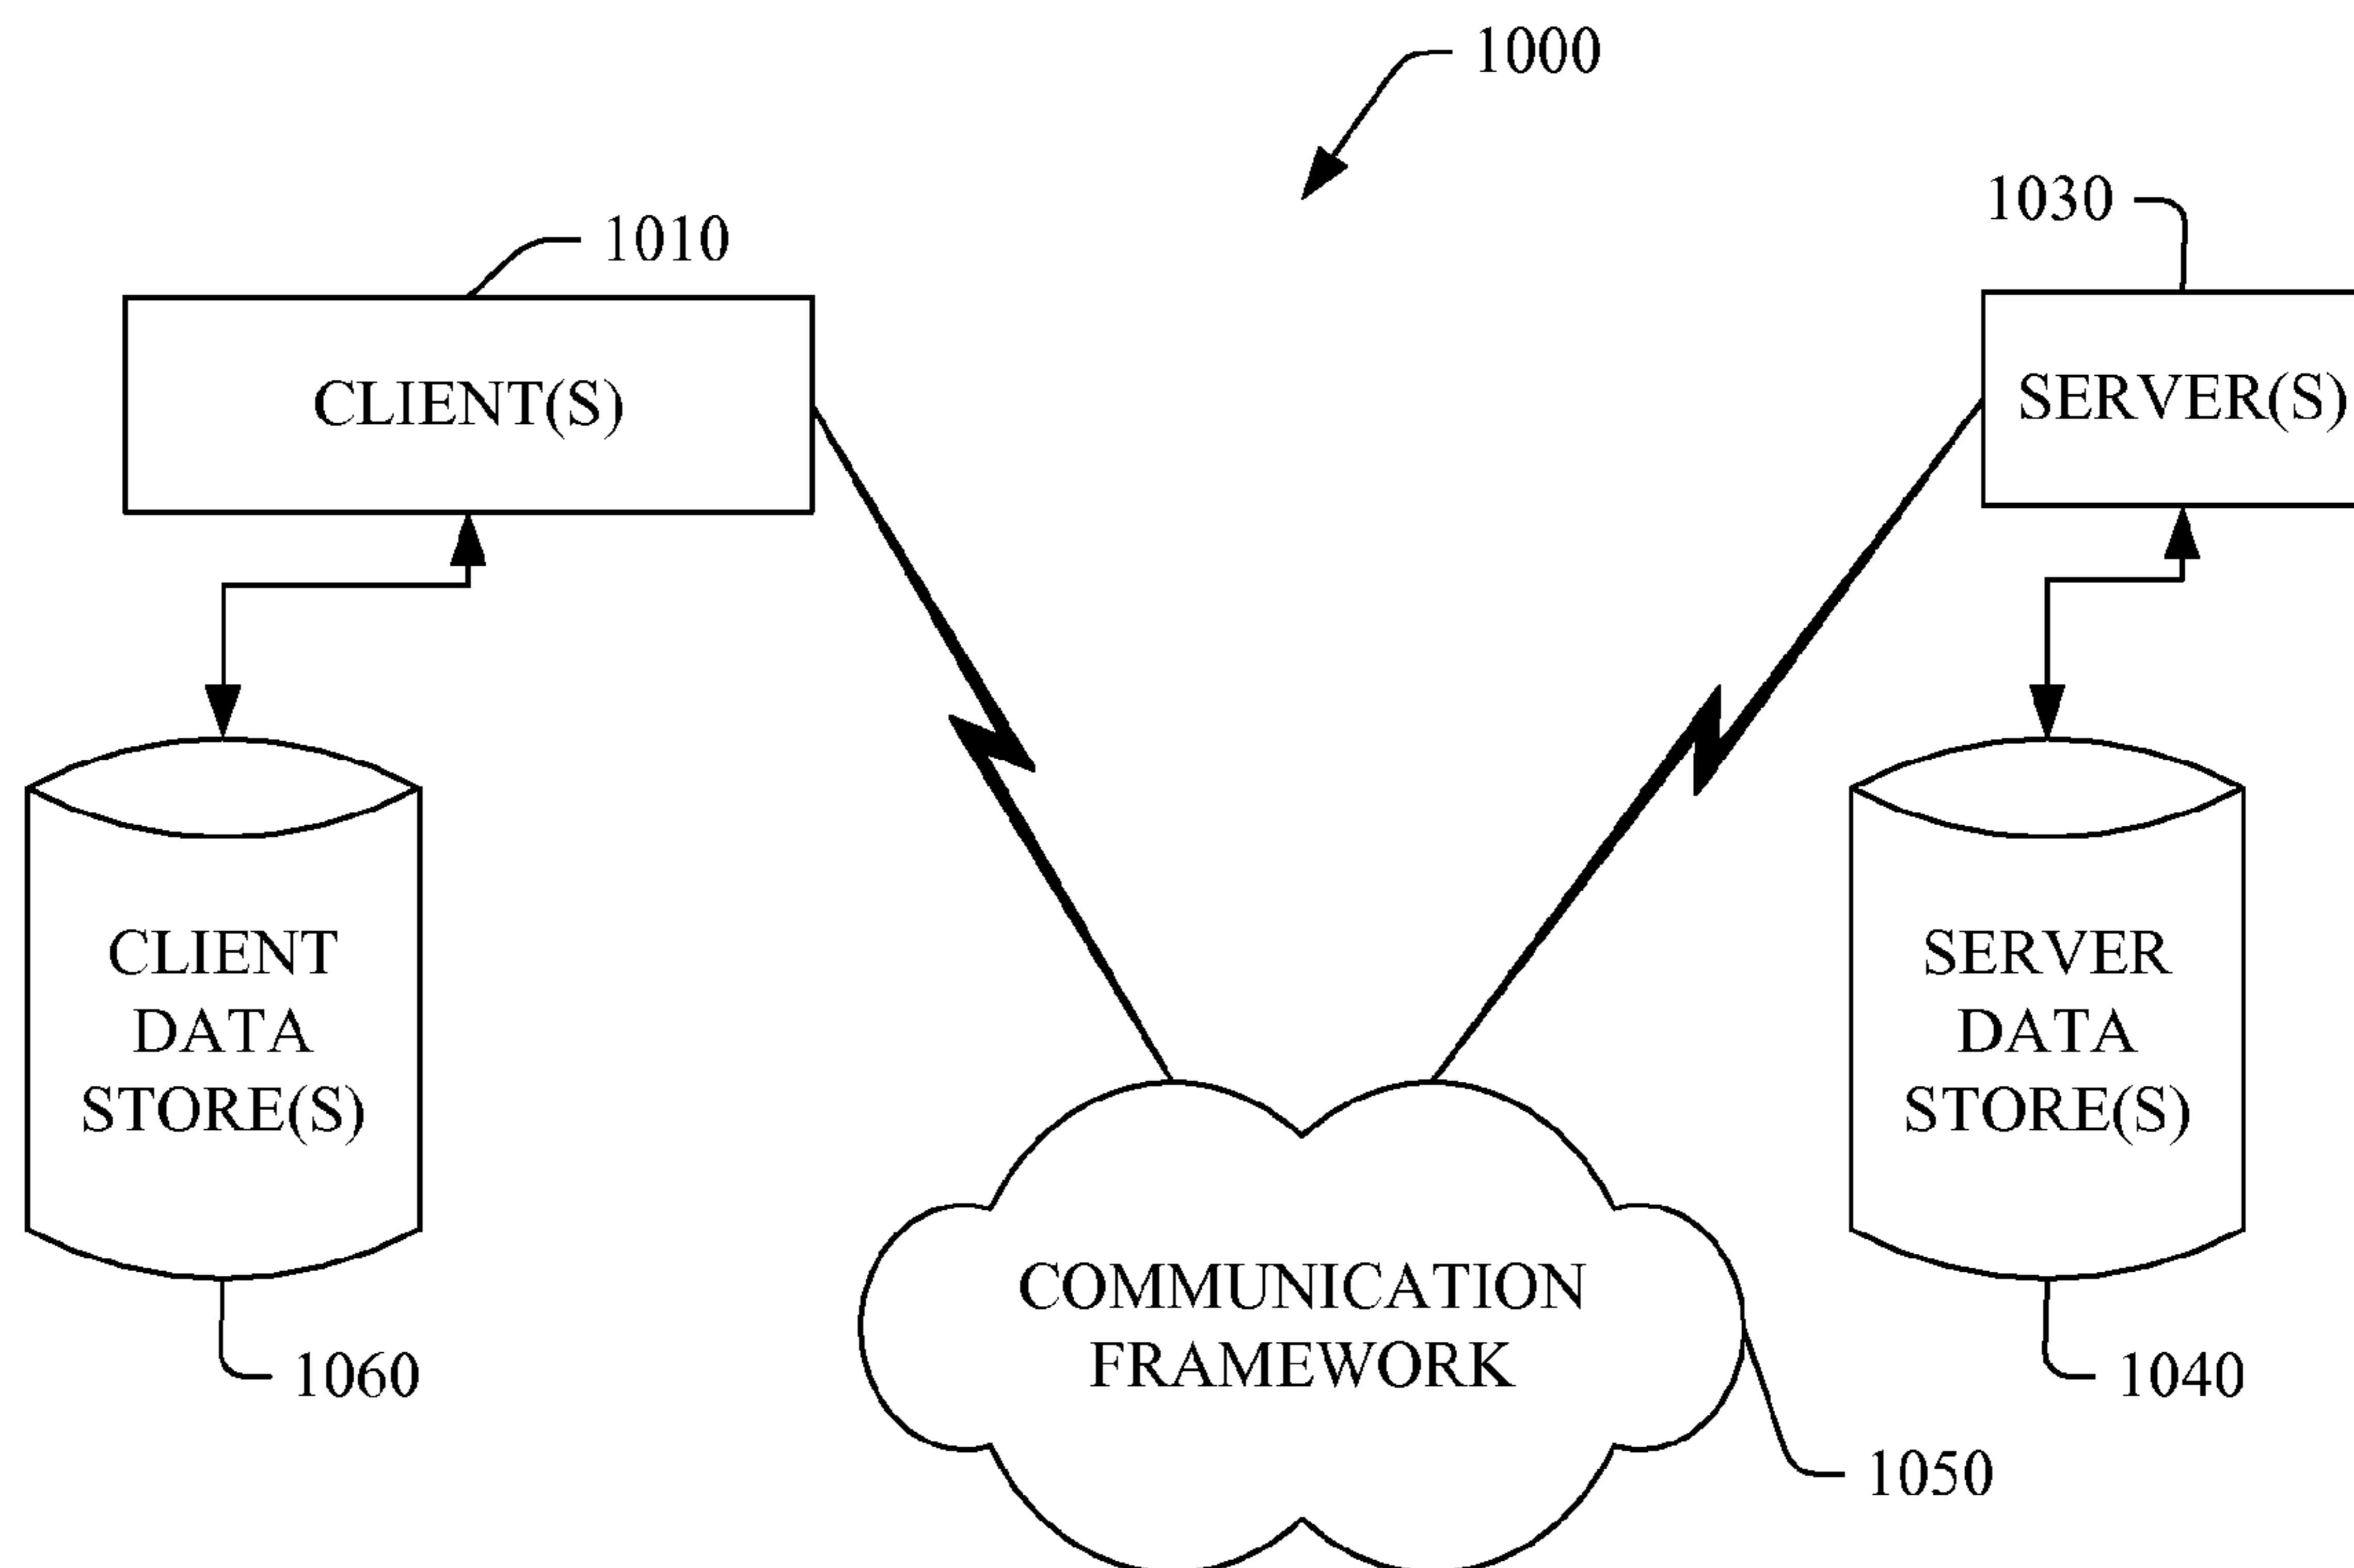 1000
1030
1010
CLIENT(S)
SERVER(S)
CLIENT
DATA
STORE(S)
SERVER
DATA
STORE(S)
COMMUNICATION
FRAMEWORK
1060
1040
1050